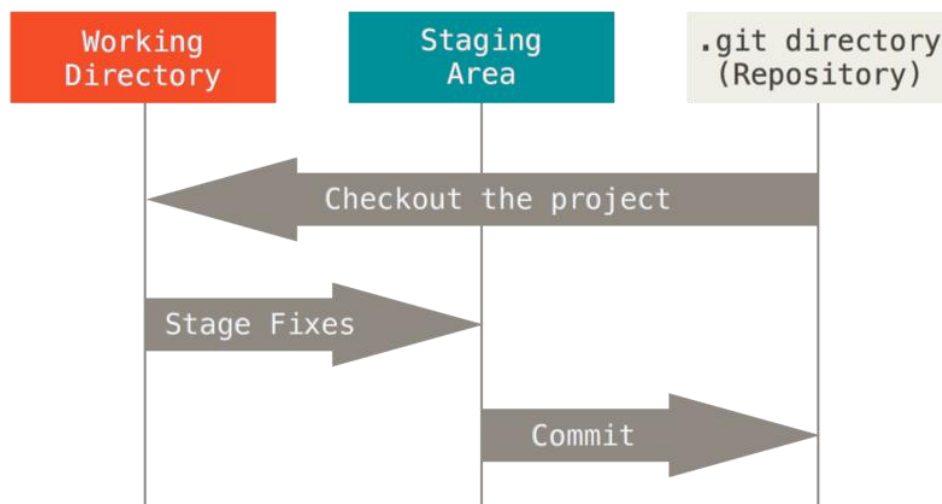 Working
Directory
Staging
Area
.git directory
(Repository)
Checkout the project
Stage Fixes
Commit